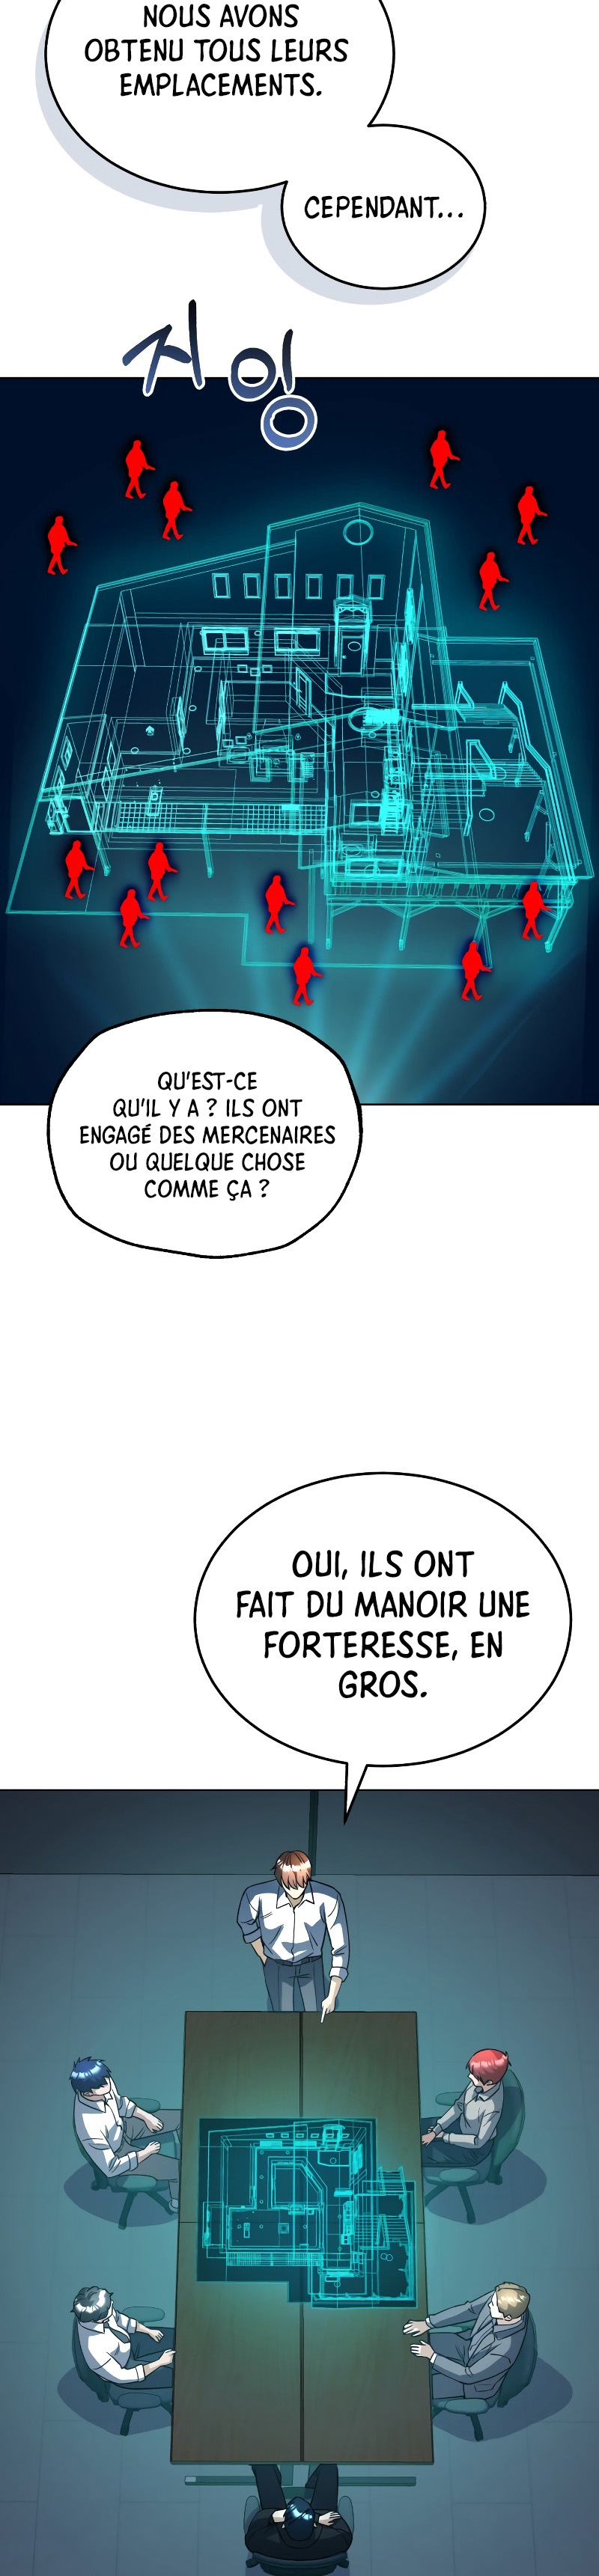 NOUS AVONS
OBTENU TOUS LEURS
EMPLACEMENTS.
CEPENDANT...
지잉
QU'EST-CE
QU'IL Y A ? ILS ONT
ENGAGÉ DES MERCENAIRES
OU QUELQUE CHOSE
COMME ÇA ?
OUI, ILS ONT
FAIT DU MANOIR UNE
FORTERESSE, EN
GROS.